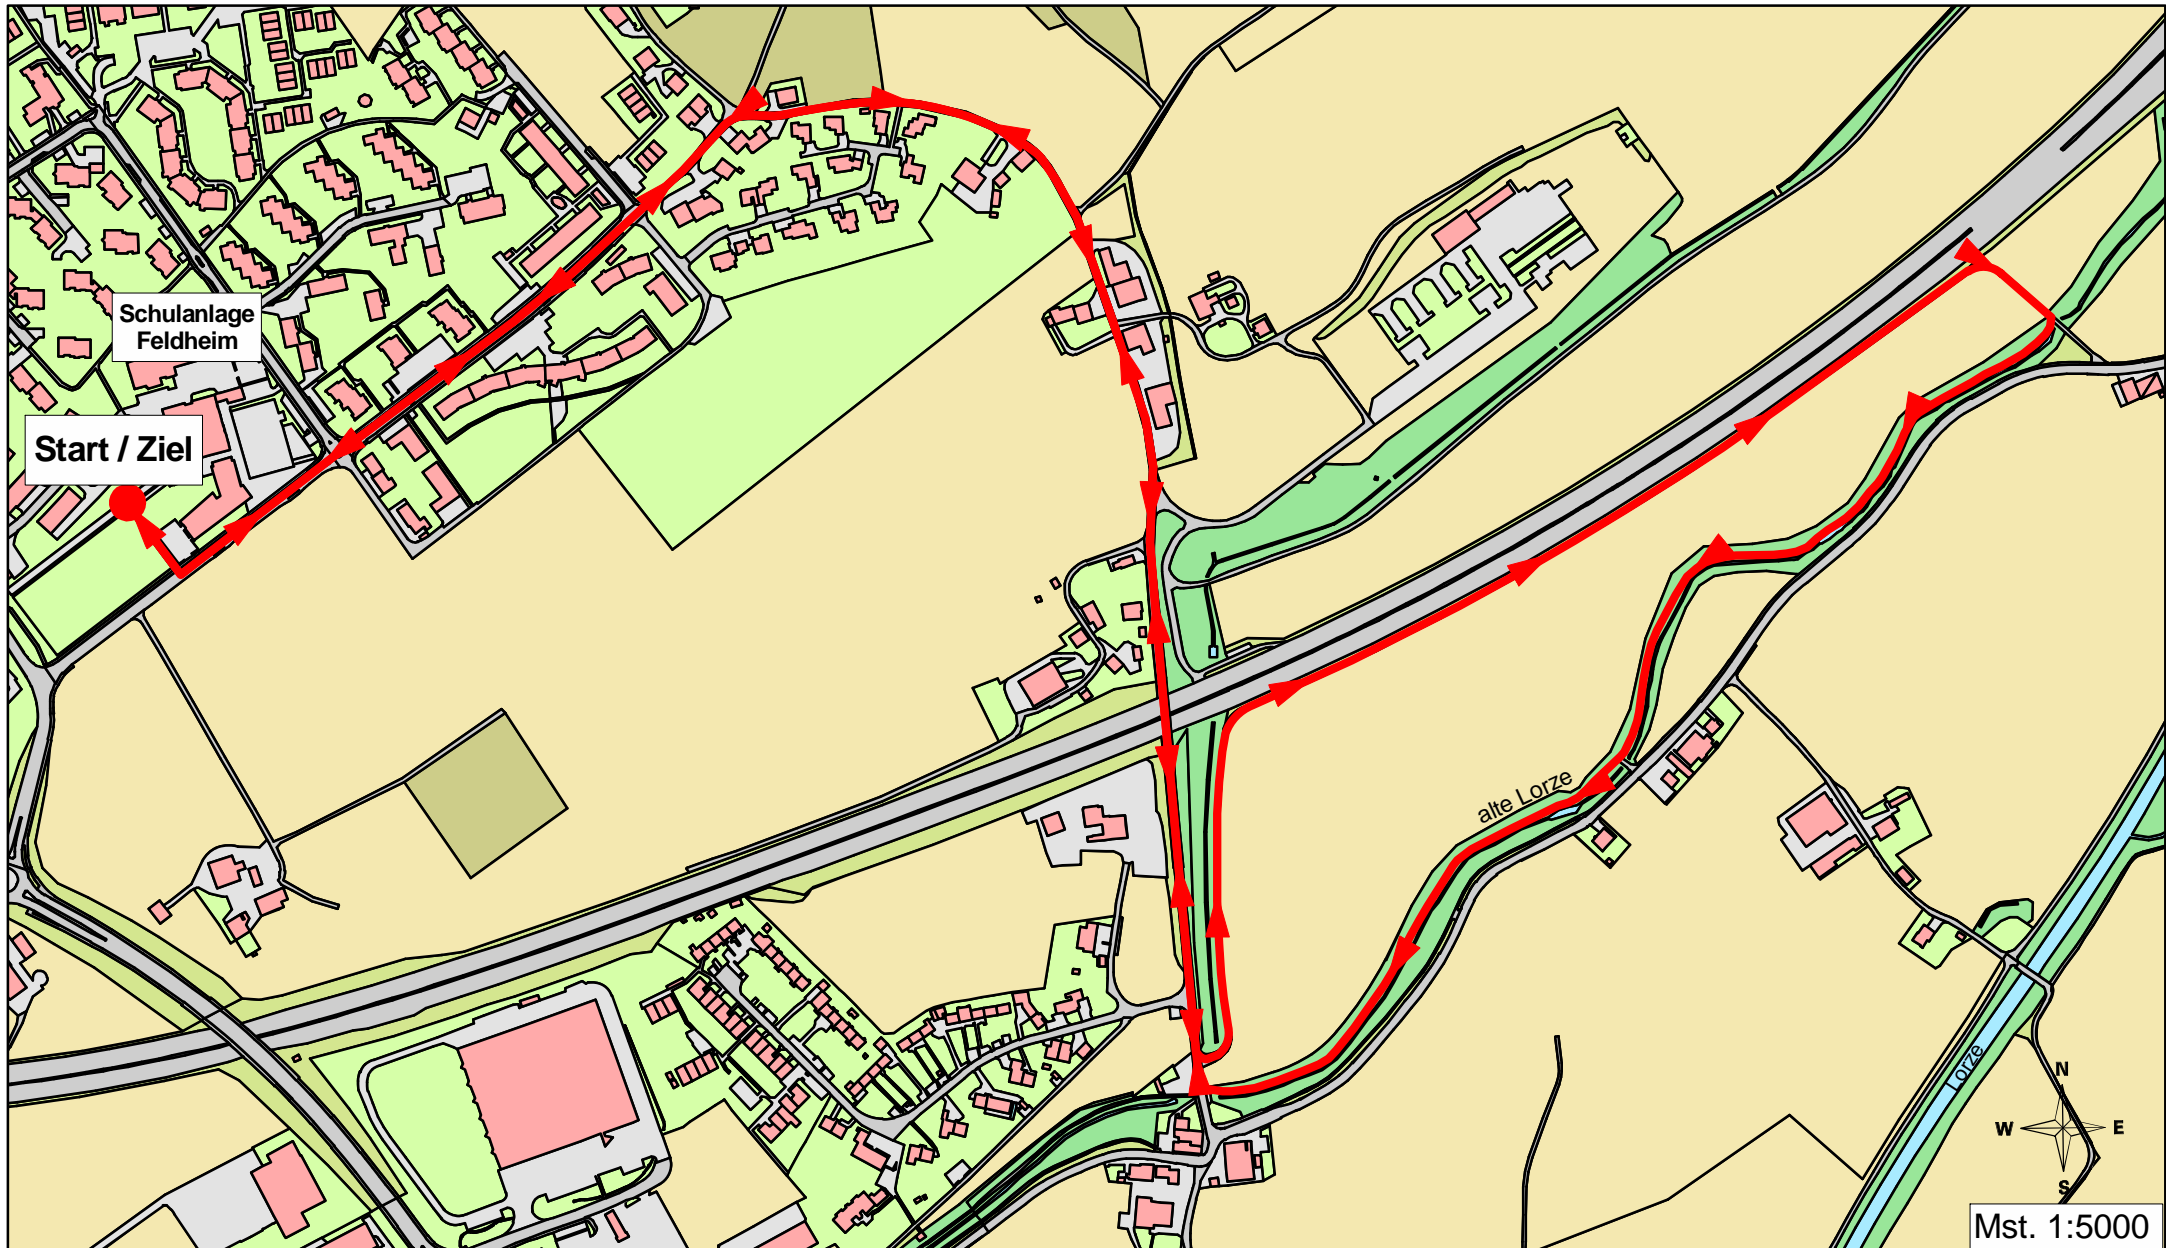 Schulanlage
Feldheim
Start / Ziel
alte Lorze
Lorze
N
W
E
S
Mst. 1:5000